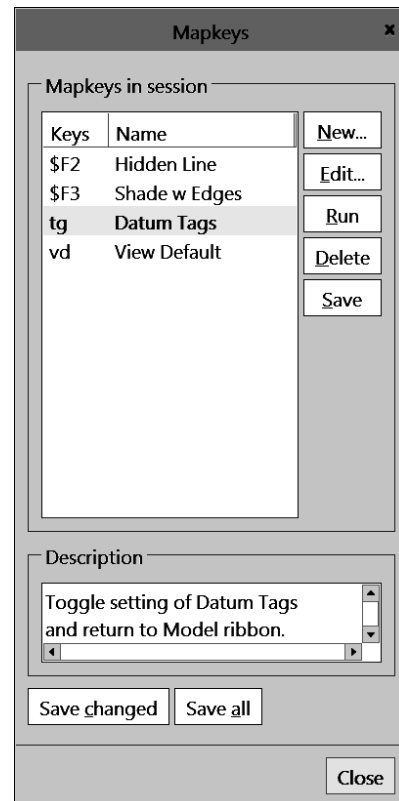 Mapkeys
Mapkeys in session
Keys Name
$F2 Hidden Line
$F3 Shade w Edges
tg Datum Tags
vd View Default
New...
Edit...
Run
Delete
Save
Description
Toggle setting of Datum Tags
and return to Model ribbon.
Save changed Save all
Close